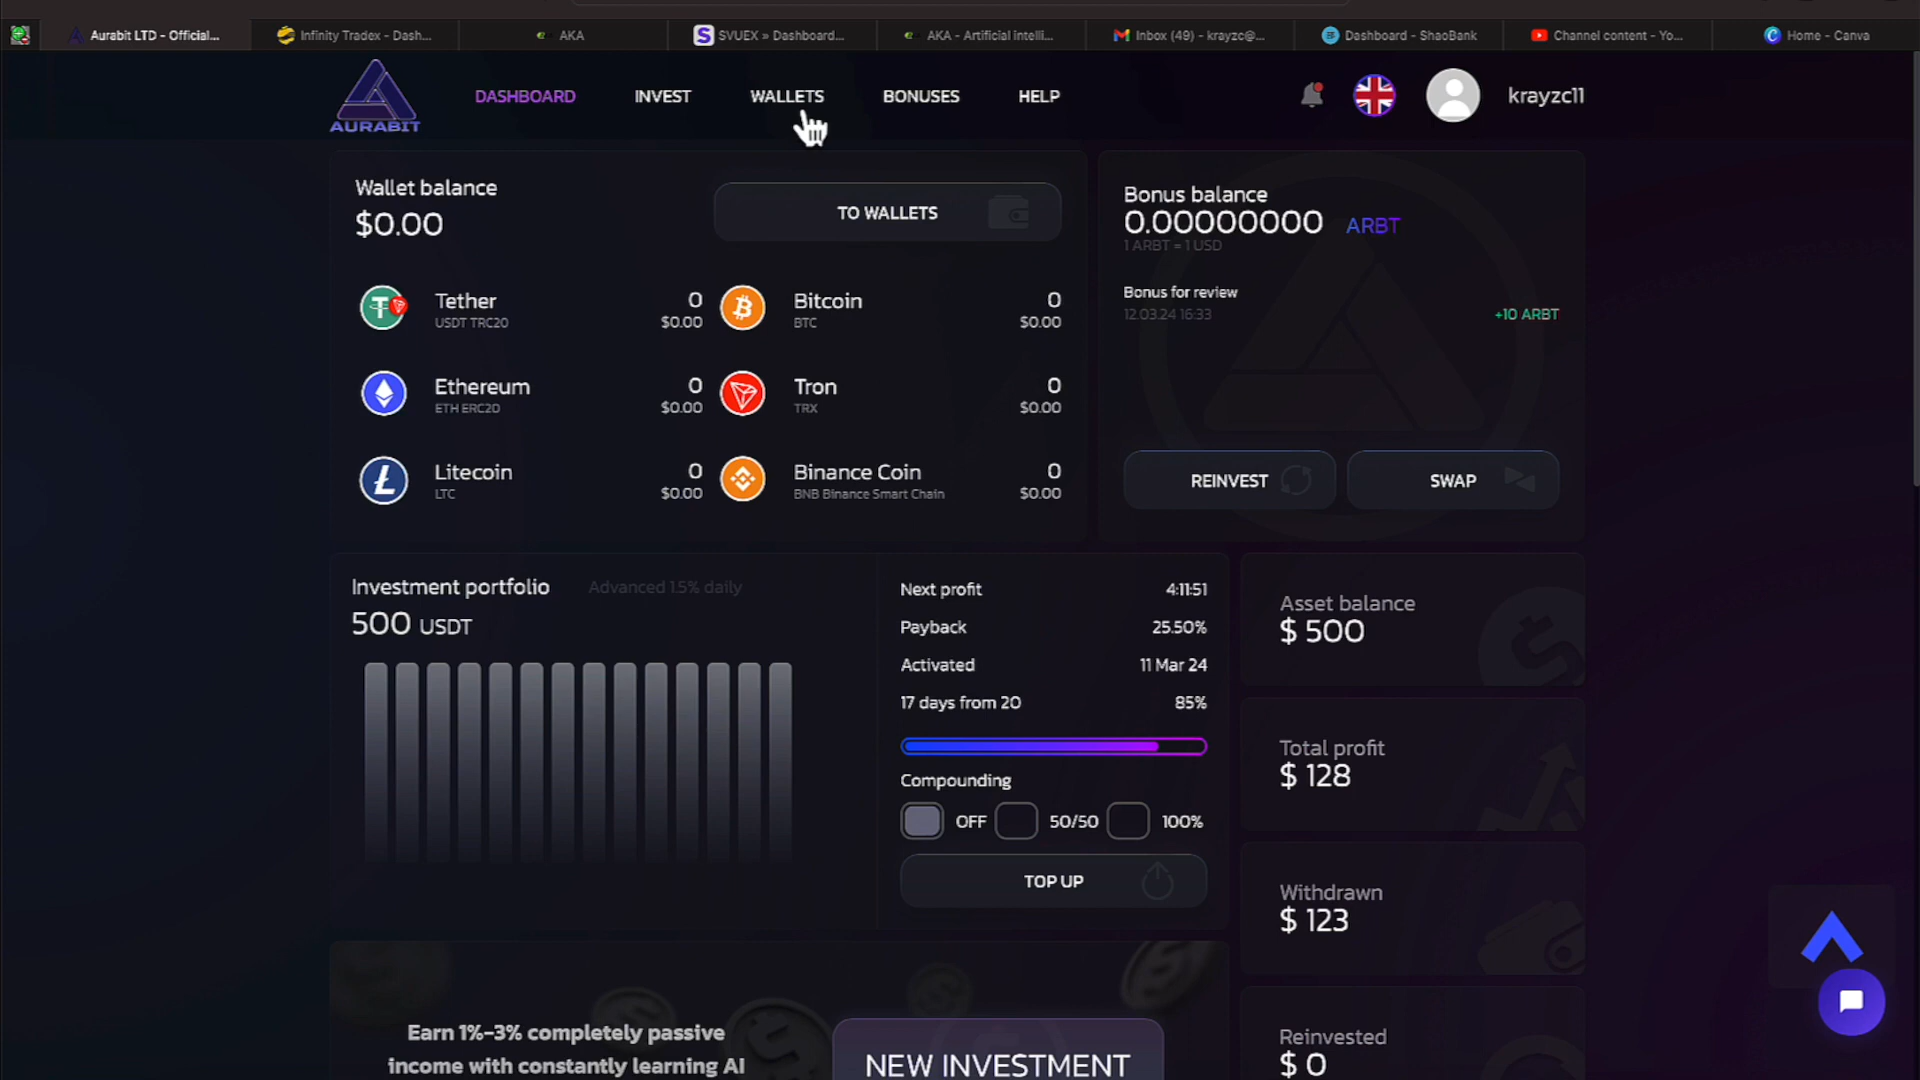 Aurabit LTD - Official...
Infinity Tradex - Dash...
AKA
SVUEX » Dashboard...
AKA - Artificial intelli...
Inbox (49) - krayzc@...
Dashboard - ShaoBank
Channel content - Yo...
Home - Canva
AURABIT
DASHBOARD
INVEST
WALLETS
BONUSES
HELP
krayzc11
Wallet balance
$0.00
TO WALLETS
Tether
USDT TRC20
0
$0.00
Bitcoin
BTC
0
$0.00
Ethereum
ETH ERC20
0
$0.00
Tron
TRX
0
$0.00
Litecoin
LTC
0
$0.00
Binance Coin
BNB Binance Smart Chain
0
$0.00
Bonus balance
0.00000000 ARBT
1 ARBT = 1 USD
Bonus for review
12.03.24 16:33
+10 ARBT
REINVEST
SWAP
Investment portfolio
Advanced 1.5% daily
500 USDT
Next profit 4:11:51
Payback 25.50%
Activated 11 Mar 24
17 days from 20 85%
Compounding
OFF 50/50 100%
TOP UP
Asset balance
$ 500
Total profit
$ 128
Withdrawn
$ 123
Reinvested
$ 0
Earn 1%-3% completely passive
income with constantly learning AI
NEW INVESTMENT